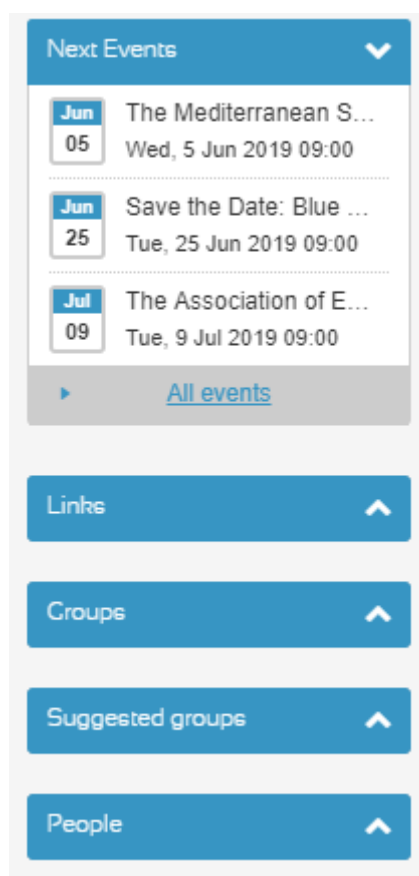 Next Events
Jun
05
The Mediterranean S...
Wed, 5 Jun 2019 09:00
Jun
25
Save the Date: Blue ...
Tue, 25 Jun 2019 09:00
Jul
09
The Association of E...
Tue, 9 Jul 2019 09:00
All events
Links
Groups
Suggested groups
People